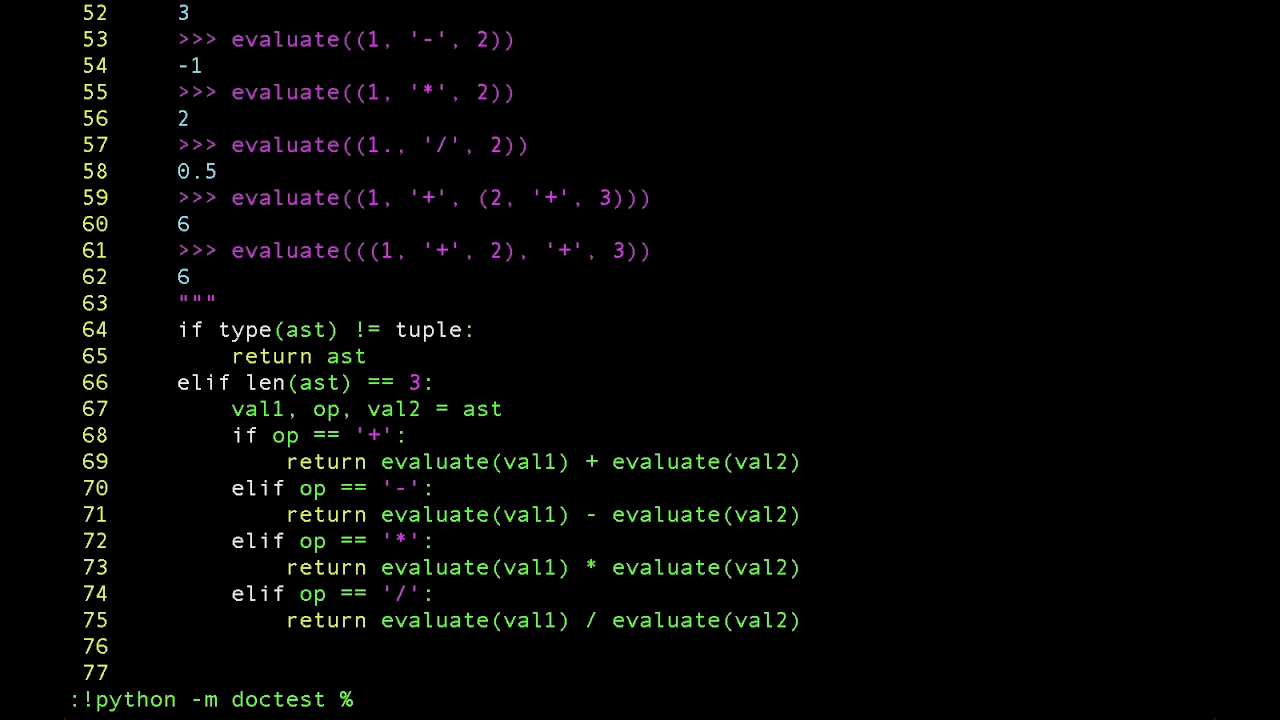 52     3
53     >>> evaluate((1, '-', 2))
54     -1
55     >>> evaluate((1, '*', 2))
56     2
57     >>> evaluate((1., '/', 2))
58     0.5
59     >>> evaluate((1, '+', (2, '+', 3)))
60     6
61     >>> evaluate(((1, '+', 2), '+', 3))
62     6
63     """
64     if type(ast) != tuple:
65         return ast
66     elif len(ast) == 3:
67         val1, op, val2 = ast
68         if op == '+':
69             return evaluate(val1) + evaluate(val2)
70         elif op == '-':
71             return evaluate(val1) - evaluate(val2)
72         elif op == '*':
73             return evaluate(val1) * evaluate(val2)
74         elif op == '/':
75             return evaluate(val1) / evaluate(val2)
76
77
:!python -m doctest %